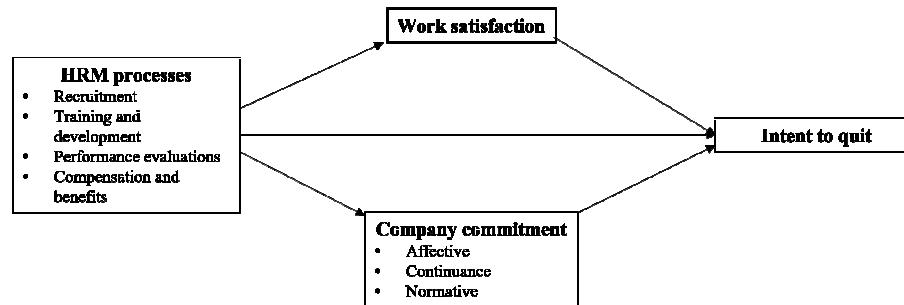 Work satisfaction
HRM processes
• Recruitment
• Training and
development
• Performance evaluations
• Compensation and
benefits
Intent to quit
Company commitment
• Affective
• Continuance
• Normative